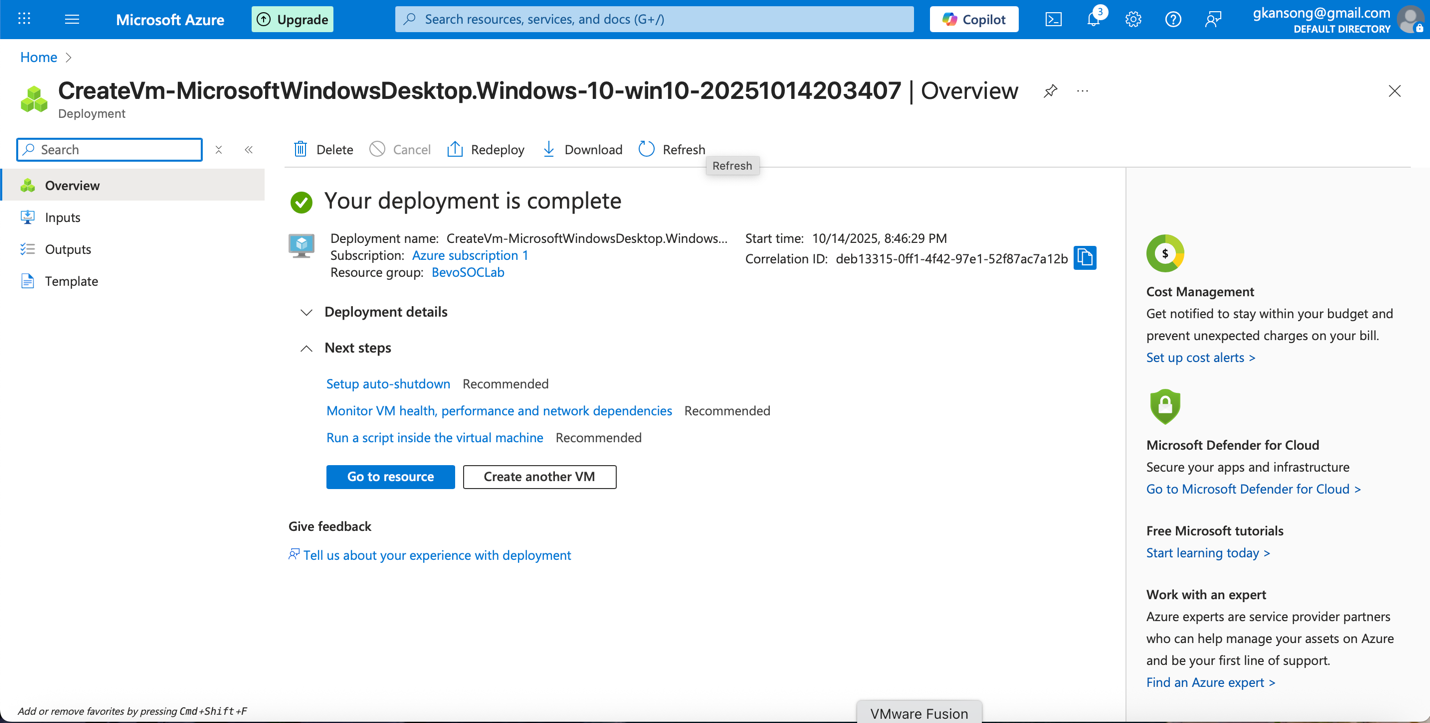 Microsoft Azure
Upgrade
Search resources, services, and docs (G+/)
Copilot
3
gkansong@gmail.com
DEFAULT DIRECTORY
Home
CreateVm-MicrosoftWindowsDesktop.Windows-10-win10-20251014203407 | Overview
Deployment
Search
Delete
Cancel
Redeploy
Download
Refresh
Refresh
Overview
Inputs
Outputs
Template
Your deployment is complete
Deployment name: CreateVm-MicrosoftWindowsDesktop.Windows...
Subscription: Azure subscription 1
Resource group: BevoSOCLab
Start time: 10/14/2025, 8:46:29 PM
Correlation ID: deb13315-0ff1-4f42-97e1-52f87ac7a12b
Deployment details
Next steps
Setup auto-shutdown Recommended
Monitor VM health, performance and network dependencies Recommended
Run a script inside the virtual machine Recommended
Go to resource
Create another VM
Give feedback
Tell us about your experience with deployment
$
Cost Management
Get notified to stay within your budget and
prevent unexpected charges on your bill.
Set up cost alerts >
Microsoft Defender for Cloud
Secure your apps and infrastructure
Go to Microsoft Defender for Cloud >
Free Microsoft tutorials
Start learning today >
Work with an expert
Azure experts are service provider partners
who can help manage your assets on Azure
and be your first line of support.
Find an Azure expert >
Add or remove favorites by pressing Cmd+Shift+F
VMware Fusion